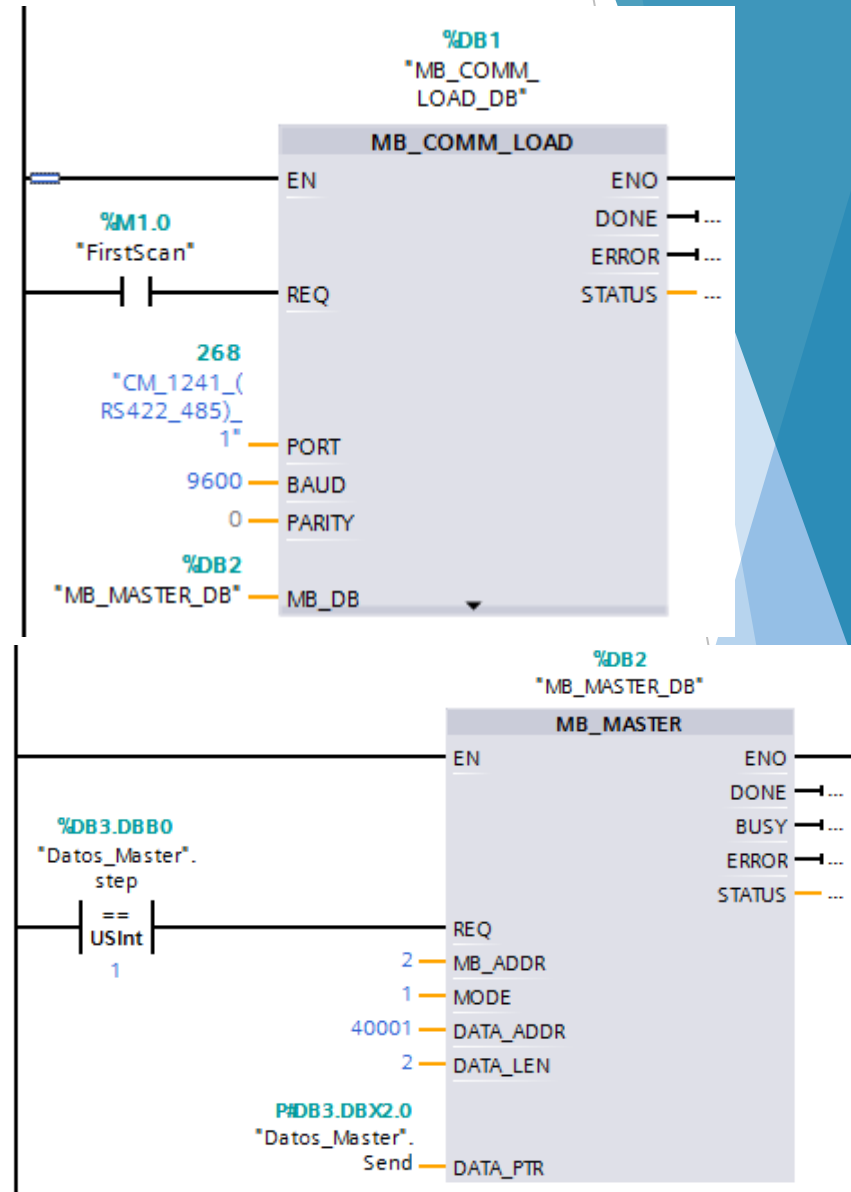 %DB1
"MB_COMM_
LOAD_DB"
MB_COMM_LOAD
EN
ENO
%M1.0
"FirstScan"
DONE
...
ERROR
...
REQ
STATUS
...
268
"CM_1241_(
RS422_485)_
1"
PORT
9600
BAUD
0
PARITY
%DB2
"MB_MASTER_DB"
MB_DB
%DB2
"MB_MASTER_DB"
MB_MASTER
EN
ENO
DONE
...
BUSY
...
ERROR
...
STATUS
...
%DB3.DBB0
"Datos_Master".
step
==
USInt
1
REQ
2
MB_ADDR
1
MODE
40001
DATA_ADDR
2
DATA_LEN
P#DB3.DBX2.0
"Datos_Master".
Send
DATA_PTR